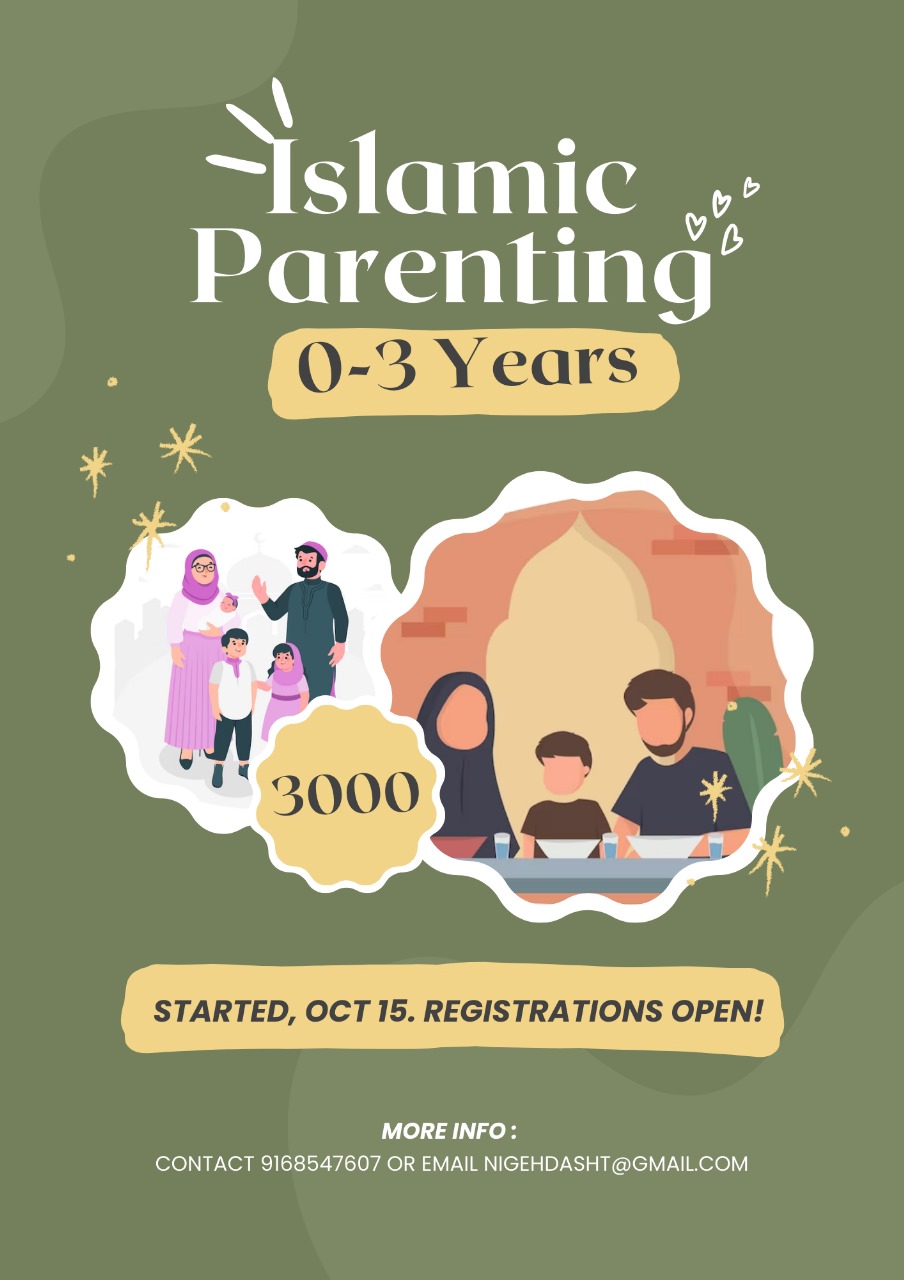 Islamic
Parenting
0-3 Years
3000
STARTED, OCT 15. REGISTRATIONS OPEN!
MORE INFO :
CONTACT 9168547607 OR EMAIL NIGEHDASHT@GMAIL.COM